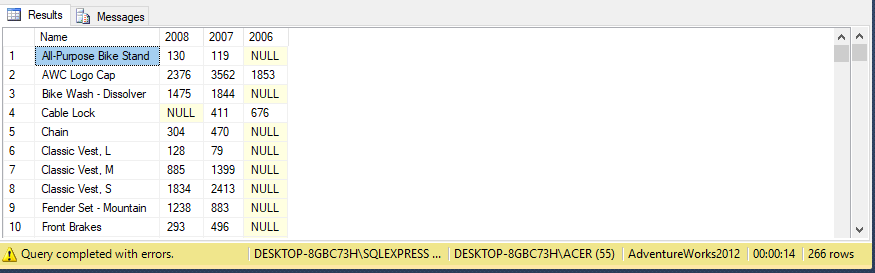 Results Messages
Name 2008 2007 2006
1 All-Purpose Bike Stand 130 119 NULL
2 AWC Logo Cap 2376 3562 1853
3 Bike Wash - Dissolver 1475 1844 NULL
4 Cable Lock NULL 411 676
5 Chain 304 470 NULL
6 Classic Vest, L 128 79 NULL
7 Classic Vest, M 885 1399 NULL
8 Classic Vest, S 1834 2413 NULL
9 Fender Set - Mountain 1238 883 NULL
10 Front Brakes 293 496 NULL
Query completed with errors. DESKTOP-8GBC73H\SQLEXPRESS ... DESKTOP-8GBC73H\ACER (55) AdventureWorks2012 00:00:14 266 rows